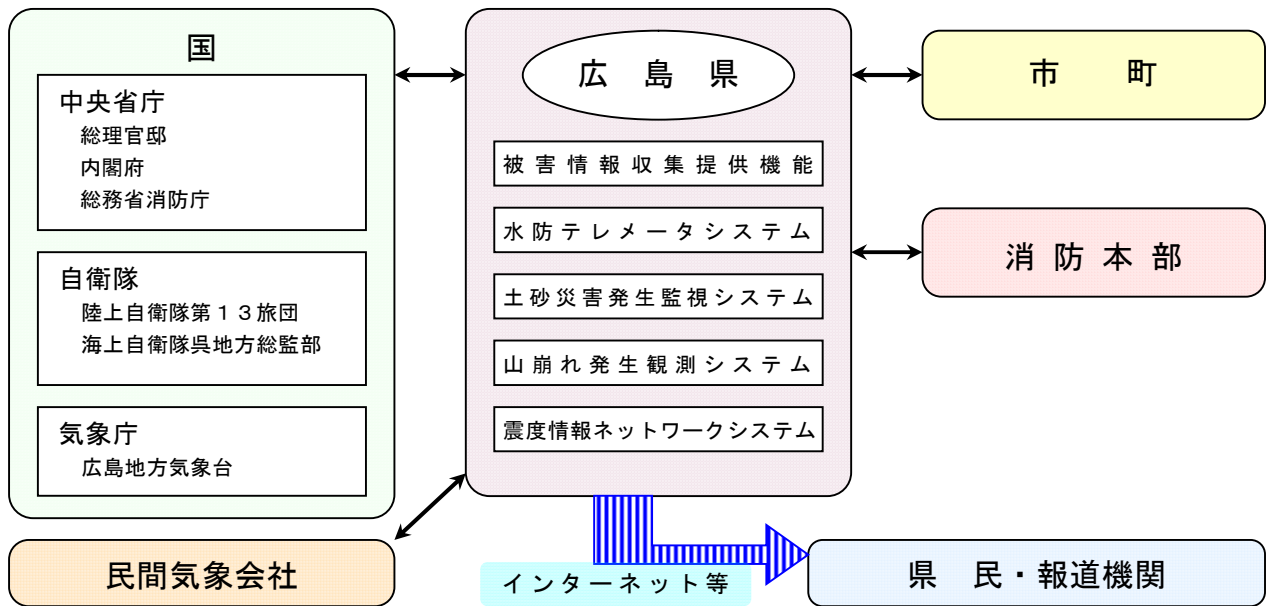 国
中央省庁
総理官邸
内閣府
総務省消防庁
自衛隊
陸上自衛隊第１３旅団
海上自衛隊呉地方総監部
気象庁
広島地方気象台
民間気象会社
広島県
被害情報収集提供機能
水防テレメータシステム
土砂災害発生監視システム
山崩れ発生観測システム
震度情報ネットワークシステム
インターネット等
市　町
消防本部
県　民・報道機関